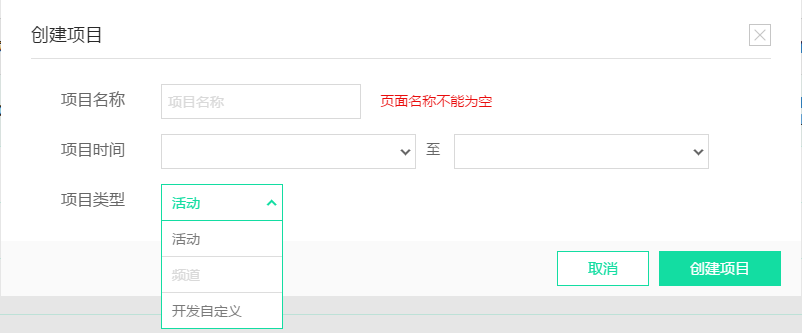 创建项目
项目名称 项目名称 页面名称不能为空
项目时间 至
项目类型 活动
活动
频道
开发自定义
取消 创建项目